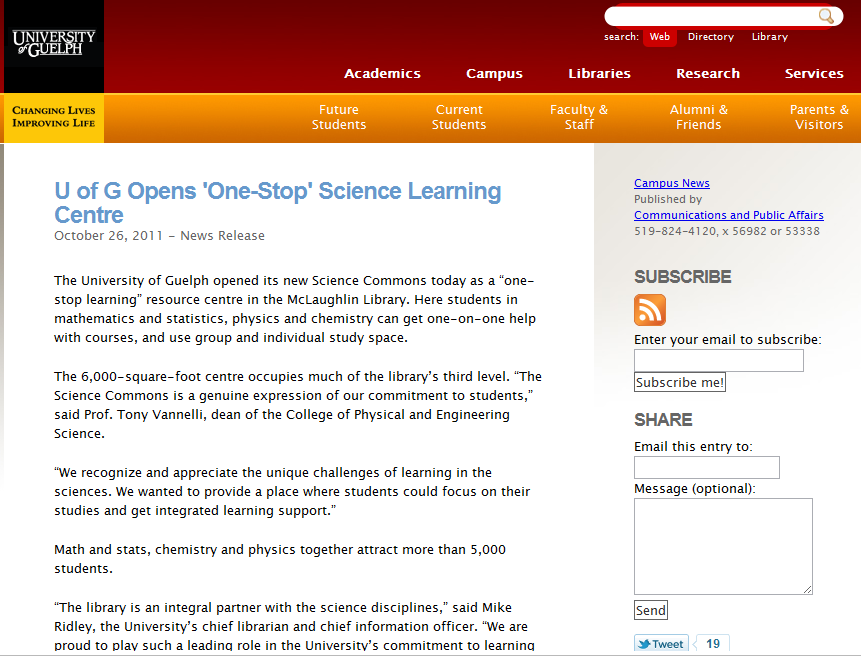 UNIVERSITY
of GUELPH
search: Web Directory Library
Academics Campus Libraries Research Services
CHANGING LIVES
IMPROVING LIFE
Future Students
Current Students
Faculty & Staff
Alumni & Friends
Parents & Visitors
U of G Opens 'One-Stop' Science Learning
Centre
October 26, 2011 - News Release
The University of Guelph opened its new Science Commons today as a “one-
stop learning” resource centre in the McLaughlin Library. Here students in
mathematics and statistics, physics and chemistry can get one-on-one help
with courses, and use group and individual study space.
The 6,000-square-foot centre occupies much of the library’s third level. “The
Science Commons is a genuine expression of our commitment to students,”
said Prof. Tony Vannelli, dean of the College of Physical and Engineering
Science.
“We recognize and appreciate the unique challenges of learning in the
sciences. We wanted to provide a place where students could focus on their
studies and get integrated learning support.”
Math and stats, chemistry and physics together attract more than 5,000
students.
“The library is an integral partner with the science disciplines,” said Mike
Ridley, the University’s chief librarian and chief information officer. “We are
proud to play such a leading role in the University’s commitment to learning
Campus News
Published by
Communications and Public Affairs
519-824-4120, x 56982 or 53338
SUBSCRIBE
Enter your email to subscribe:
Subscribe me!
SHARE
Email this entry to:
Message (optional):
Send
Tweet 19